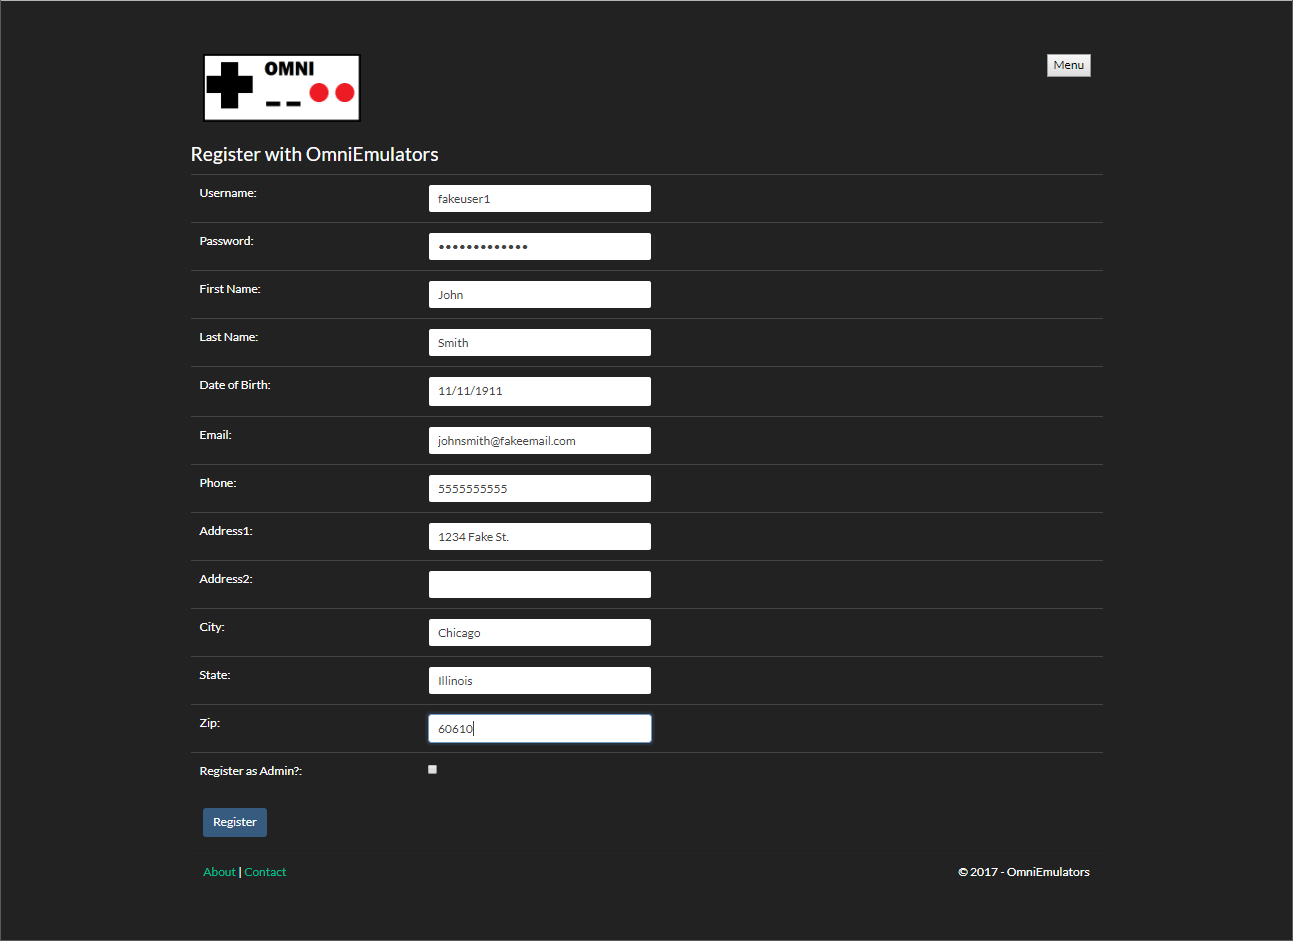 OMNI
Menu
Register with OmniEmulators
Username: fakeuser1
Password: •••••••••••••
First Name: John
Last Name: Smith
Date of Birth: 11/11/1911
Email: johnsmith@fakeemail.com
Phone: 5555555555
Address1: 1234 Fake St.
Address2:
City: Chicago
State: Illinois
Zip: 60610
Register as Admin?:
Register
About | Contact © 2017 - OmniEmulators